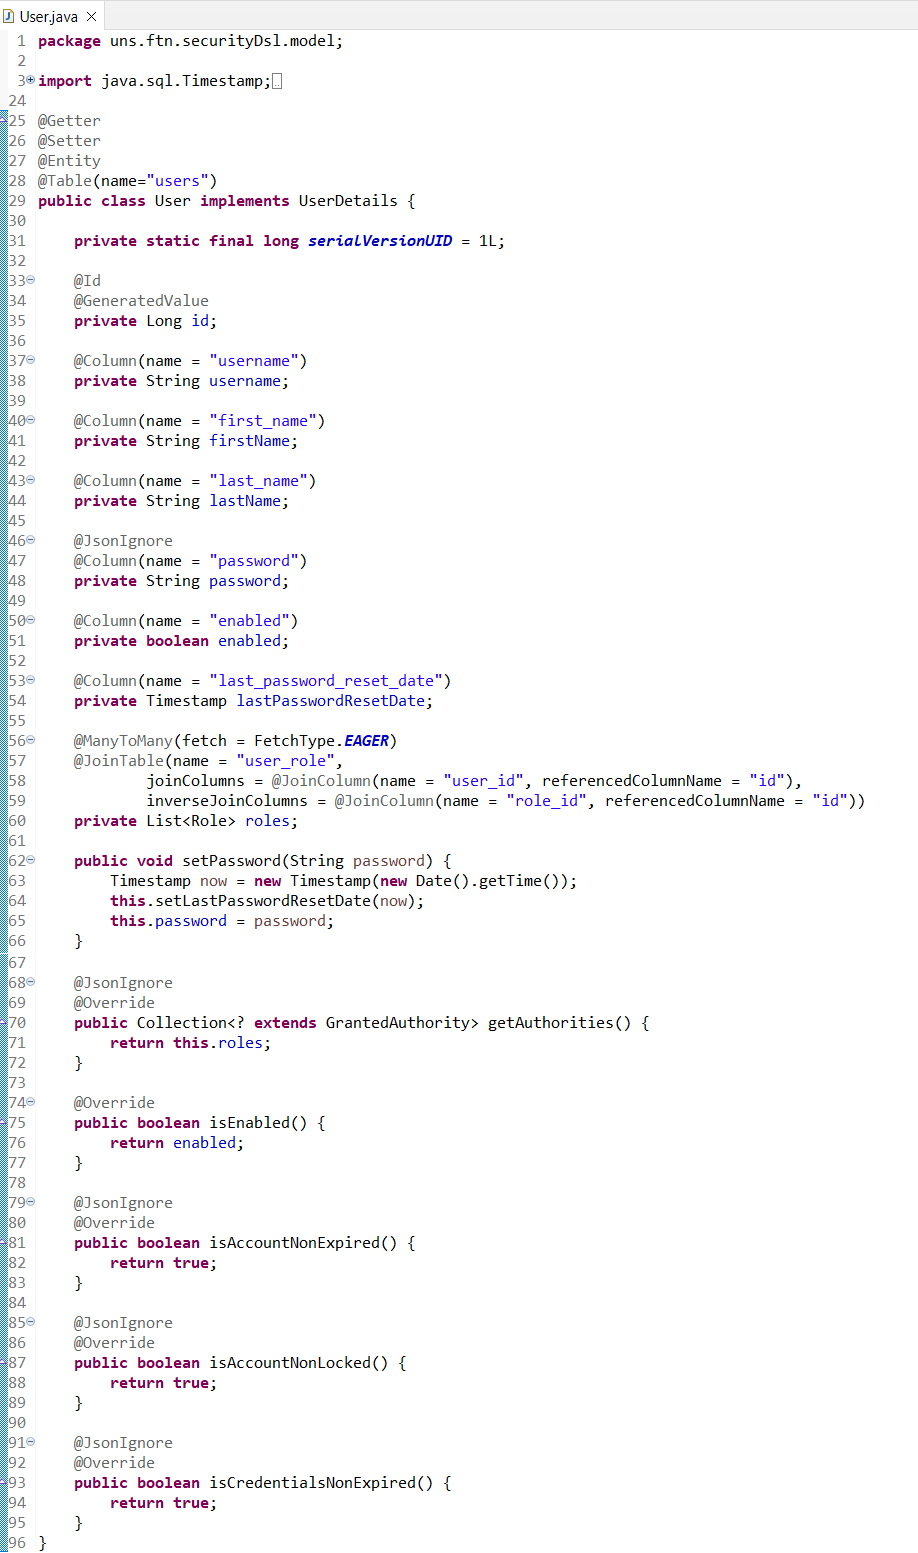 User.java
1 package uns.ftn.securityDsl.model;
2
3 import java.sql.Timestamp;
24
25 @Getter
26 @Setter
27 @Entity
28 @Table(name="users")
29 public class User implements UserDetails {
30
31     private static final long serialVersionUID = 1L;
32
33     @Id
34     @GeneratedValue
35     private Long id;
36
37     @Column(name = "username")
38     private String username;
39
40     @Column(name = "first_name")
41     private String firstName;
42
43     @Column(name = "last_name")
44     private String lastName;
45
46     @JsonIgnore
47     @Column(name = "password")
48     private String password;
49
50     @Column(name = "enabled")
51     private boolean enabled;
52
53     @Column(name = "last_password_reset_date")
54     private Timestamp lastPasswordResetDate;
55
56     @ManyToMany(fetch = FetchType.EAGER)
57     @JoinTable(name = "user_role",
58             joinColumns = @JoinColumn(name = "user_id", referencedColumnName = "id"),
59             inverseJoinColumns = @JoinColumn(name = "role_id", referencedColumnName = "id"))
60     private List<Role> roles;
61
62     public void setPassword(String password) {
63         Timestamp now = new Timestamp(new Date().getTime());
64         this.setLastPasswordResetDate(now);
65         this.password = password;
66     }
67
68     @JsonIgnore
69     @Override
70     public Collection<? extends GrantedAuthority> getAuthorities() {
71         return this.roles;
72     }
73
74     @Override
75     public boolean isEnabled() {
76         return enabled;
77     }
78
79     @JsonIgnore
80     @Override
81     public boolean isAccountNonExpired() {
82         return true;
83     }
84
85     @JsonIgnore
86     @Override
87     public boolean isAccountNonLocked() {
88         return true;
89     }
90
91     @JsonIgnore
92     @Override
93     public boolean isCredentialsNonExpired() {
94         return true;
95     }
96 }